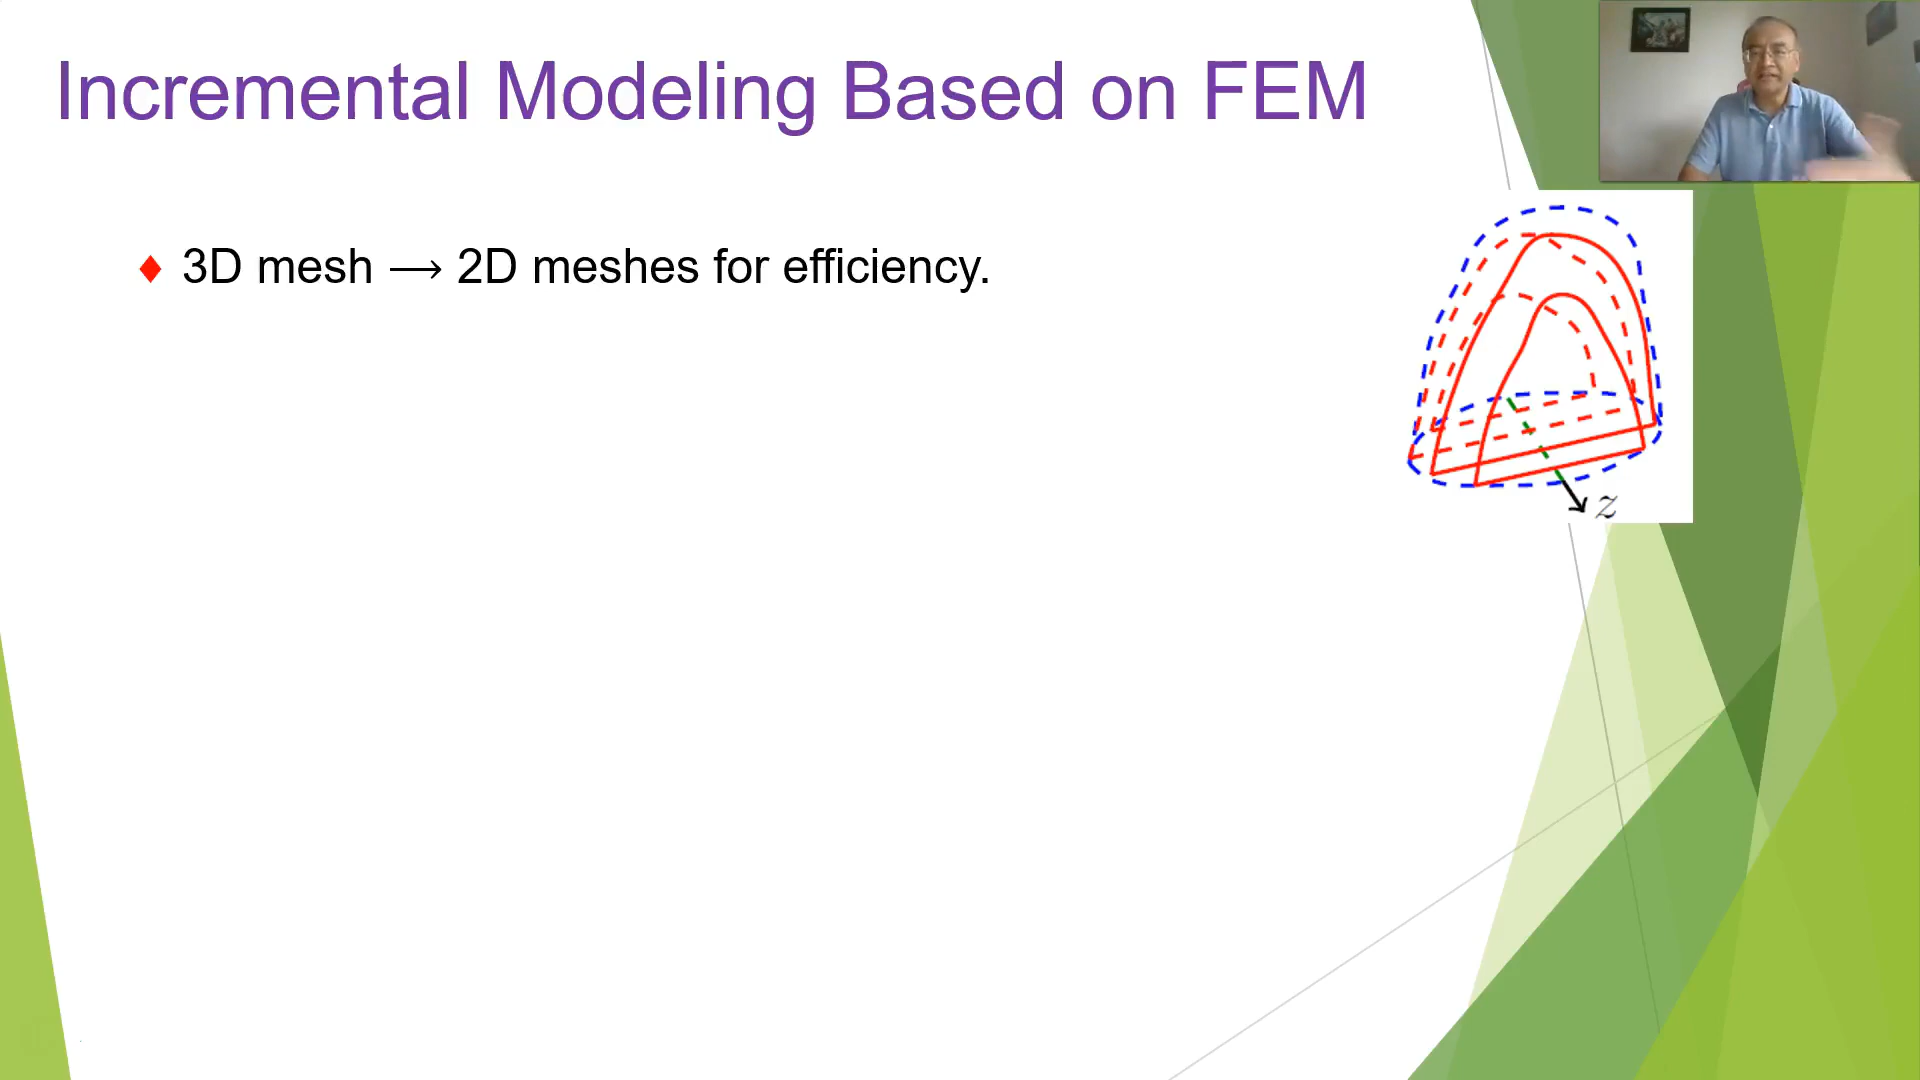 Incremental Modeling Based on FEM
♦ 3D mesh ⟶ 2D meshes for efficiency.
z